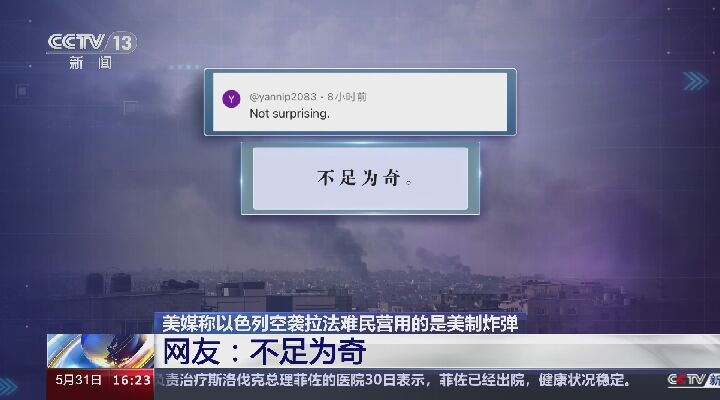 CCTV 13
新闻
Y @yannip2083・8小时前
Not surprising.
不足为奇。
美媒称以色列空袭拉法难民营用的是美制炸弹
网友：不足为奇
5月31日 16:23 负责治疗斯洛伐克总理菲佐的医院30日表示，菲佐已经出院，健康状况稳定。 CCTV 新